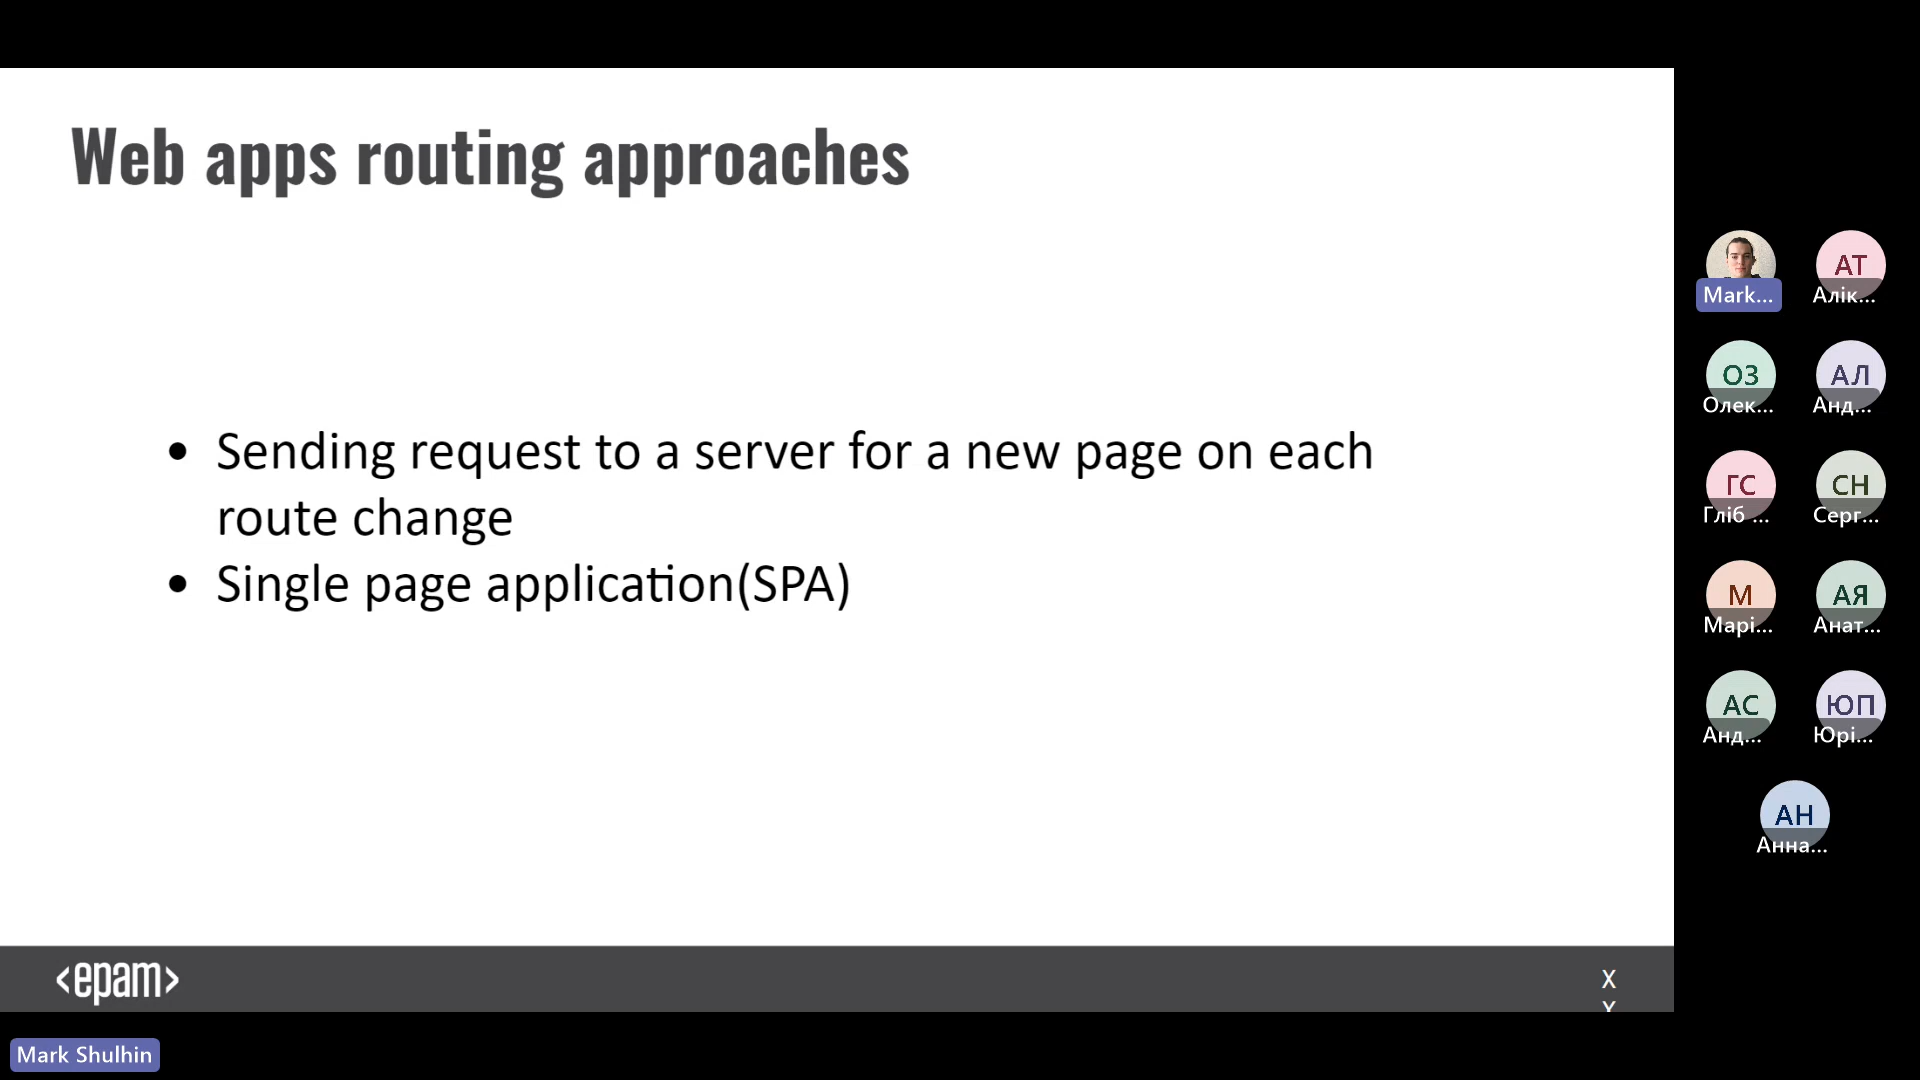 Web apps routing approaches
• Sending request to a server for a new page on each
route change
• Single page application(SPA)
<epam>
X
Y
Mark Shulhin
Mark...
АТ
Алік...
ОЗ
Олек...
АЛ
Анд...
ГС
Гліб ...
СН
Серг...
М
Марі...
АЯ
Анат...
АС
Анд...
ЮП
Юрі...
АН
Анна...